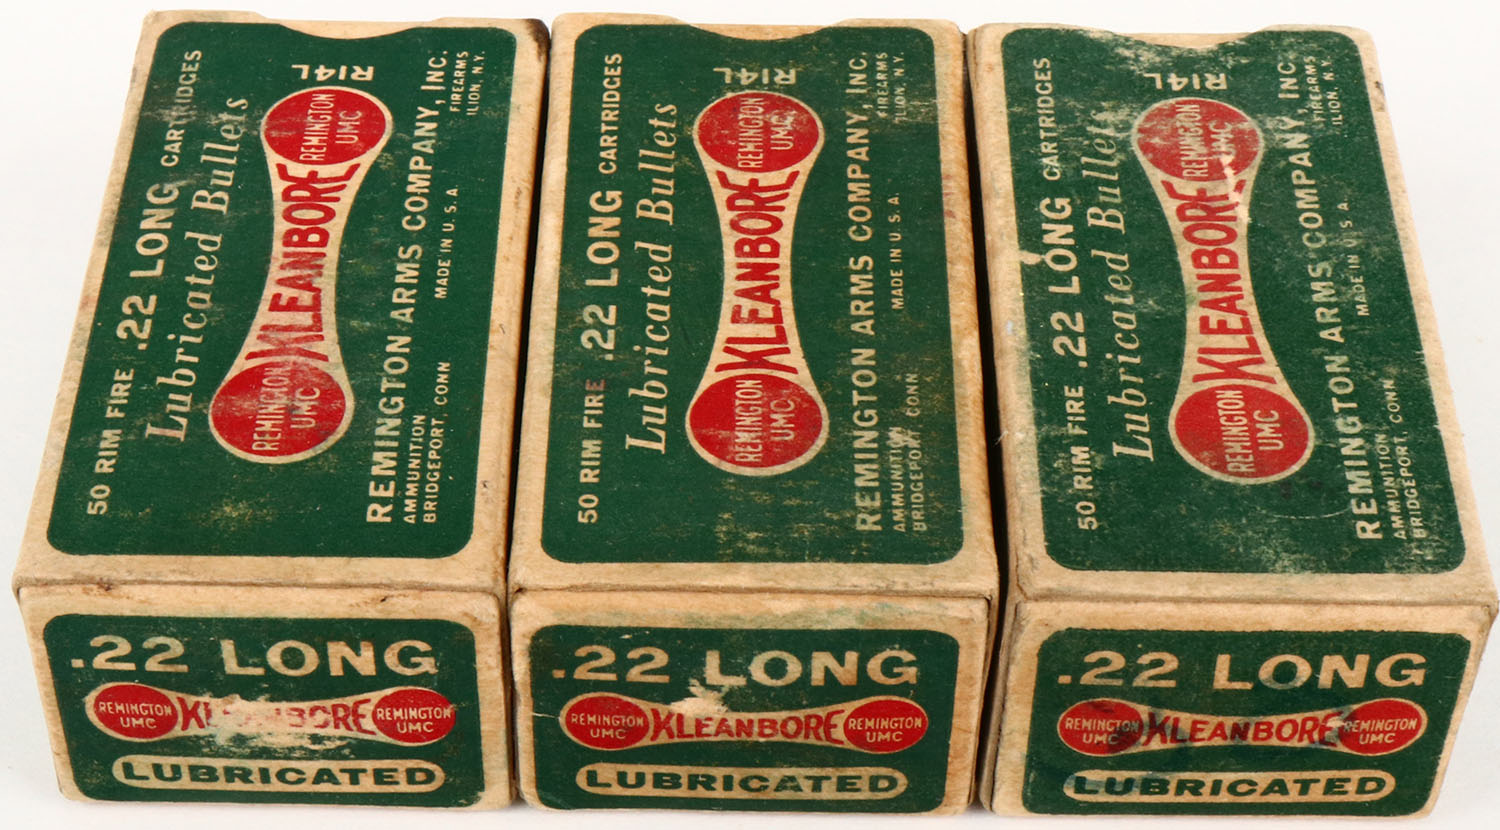 50 RIM FIRE .22 LONG CARTRIDGES
Lubricated Bullets
R14L
REMINGTON
UMC
KLEANBORE
REMINGTON
UMC
REMINGTON ARMS COMPANY, INC.
AMMUNITION
BRIDGEPORT, CONN
MADE IN U.S.A.
FIREARMS
ILION, N.Y.
.22 LONG
REMINGTON
UMC
KLEANBORE
REMINGTON
UMC
LUBRICATED
50 RIM FIRE .22 LONG CARTRIDGES
Lubricated Bullets
R14L
REMINGTON
UMC
KLEANBORE
REMINGTON
UMC
REMINGTON ARMS COMPANY, INC.
AMMUNITION
BRIDGEPORT, CONN
MADE IN U.S.A.
FIREARMS
ILION, N.Y.
.22 LONG
REMINGTON
UMC
KLEANBORE
REMINGTON
UMC
LUBRICATED
50 RIM FIRE .22 LONG CARTRIDGES
Lubricated Bullets
R14L
REMINGTON
UMC
KLEANBORE
REMINGTON
UMC
REMINGTON ARMS COMPANY, INC.
AMMUNITION
BRIDGEPORT, CONN
MADE IN U.S.A.
FIREARMS
ILION, N.Y.
.22 LONG
REMINGTON
UMC
KLEANBORE
REMINGTON
UMC
LUBRICATED